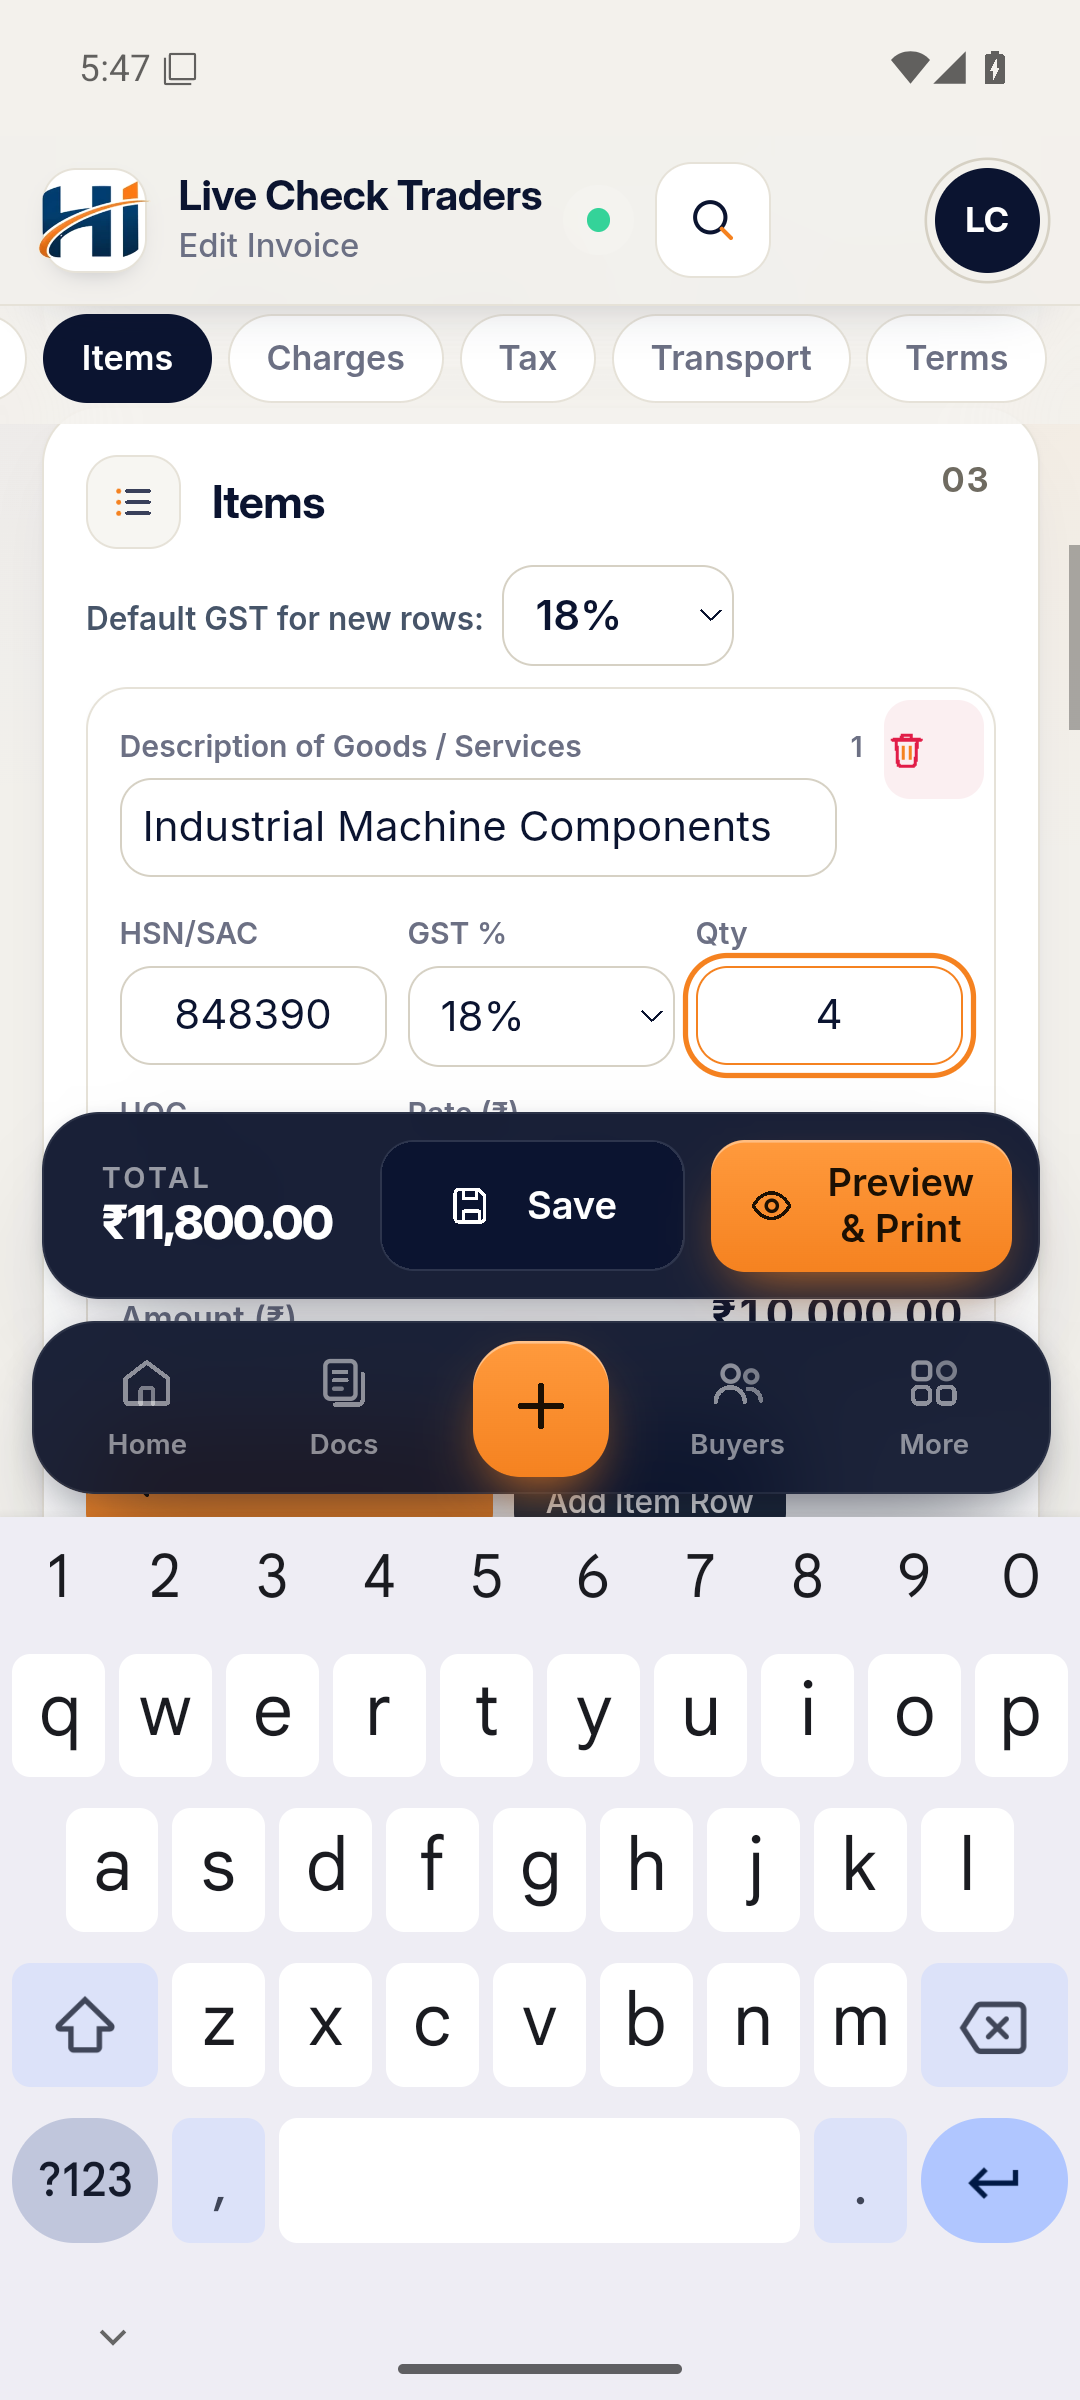 5:47
Live Check Traders
Edit Invoice
LC
Items
Charges
Tax
Transport
Terms
Items
03
Default GST for new rows:
18%
Description of Goods / Services
1
Industrial Machine Components
HSN/SAC
GST %
Qty
848390
18%
4
Rate (₹)
TOTAL
₹11,800.00
Save
Preview
& Print
Amount (₹)
₹10,000.00
Home
Docs
Buyers
More
Add Item Row
1 2 3 4 5 6 7 8 9 0
q w e r t y u i o p
a s d f g h j k l
z x c v b n m
?123 , .